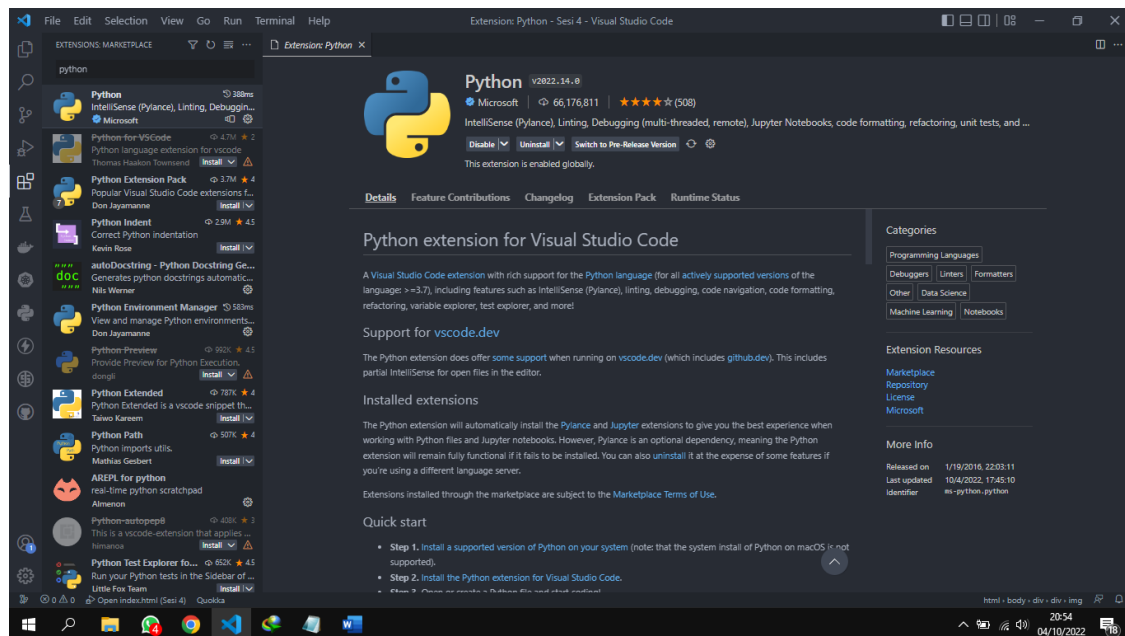 File Edit Selection View Go Run Terminal Help
Extension: Python - Sesi 4 - Visual Studio Code
EXTENSIONS: MARKETPLACE
python
Python 388ms
IntelliSense (Pylance), Linting, Debuggin...
Microsoft
Python for VSCode 4.7M 2
Python language extension for vscode
Thomas Haakon Townsend Install
Python Extension Pack 3.7M 4
Popular Visual Studio Code extensions f...
Don Jayamanne Install
7
Python Indent 2.9M 4.5
Correct Python indentation
Kevin Rose Install
autoDocstring - Python Docstring Ge...
Generates python docstrings automatic...
Nils Werner
""" doc """
Python Environment Manager 583ms
View and manage Python environments...
Don Jayamanne
Python Preview 992K 4.5
Provide Preview for Python Execution.
dongli Install
Python Extended 787K 4
Python Extended is a vscode snippet th...
Taiwo Kareem Install
Python Path 507K 4
Python imports utils.
Mathias Gesbert Install
AREPL for python
real-time python scratchpad
Almenon
Python-autopep8 408K 3
This is a vscode-extension that applies ...
himanoa Install
Python Test Explorer fo... 652K 4.5
Run your Python tests in the Sidebar of ...
Little Fox Team Install
1
Extension: Python
Python v2022.14.0
Microsoft 66,176,811 (508)
IntelliSense (Pylance), Linting, Debugging (multi-threaded, remote), Jupyter Notebooks, code formatting, refactoring, unit tests, and ...
Disable Uninstall Switch to Pre-Release Version
This extension is enabled globally.
Details Feature Contributions Changelog Extension Pack Runtime Status
Python extension for Visual Studio Code
A Visual Studio Code extension with rich support for the Python language (for all actively supported versions of the
language: >=3.7), including features such as IntelliSense (Pylance), linting, debugging, code navigation, code formatting,
refactoring, variable explorer, test explorer, and more!
Support for vscode.dev
The Python extension does offer some support when running on vscode.dev (which includes github.dev). This includes
partial IntelliSense for open files in the editor.
Installed extensions
The Python extension will automatically install the Pylance and Jupyter extensions to give you the best experience when
working with Python files and Jupyter notebooks. However, Pylance is an optional dependency, meaning the Python
extension will remain fully functional if it fails to be installed. You can also uninstall it at the expense of some features if
you're using a different language server.
Extensions installed through the marketplace are subject to the Marketplace Terms of Use.
Quick start
• Step 1. Install a supported version of Python on your system (note: that the system install of Python on macOS is not
supported).
• Step 2. Install the Python extension for Visual Studio Code.
• Step 3. Open or create a Python file and start coding!
Categories
Programming Languages
Debuggers Linters Formatters
Other Data Science
Machine Learning Notebooks
Extension Resources
Marketplace
Repository
License
Microsoft
More Info
Released on 1/19/2016, 22:03:11
Last updated 10/4/2022, 17:45:10
Identifier ms-python.python
0 0 Open index.html (Sesi 4) Quokka
html › body › div › div › img
4
W
20:54
04/10/2022
18